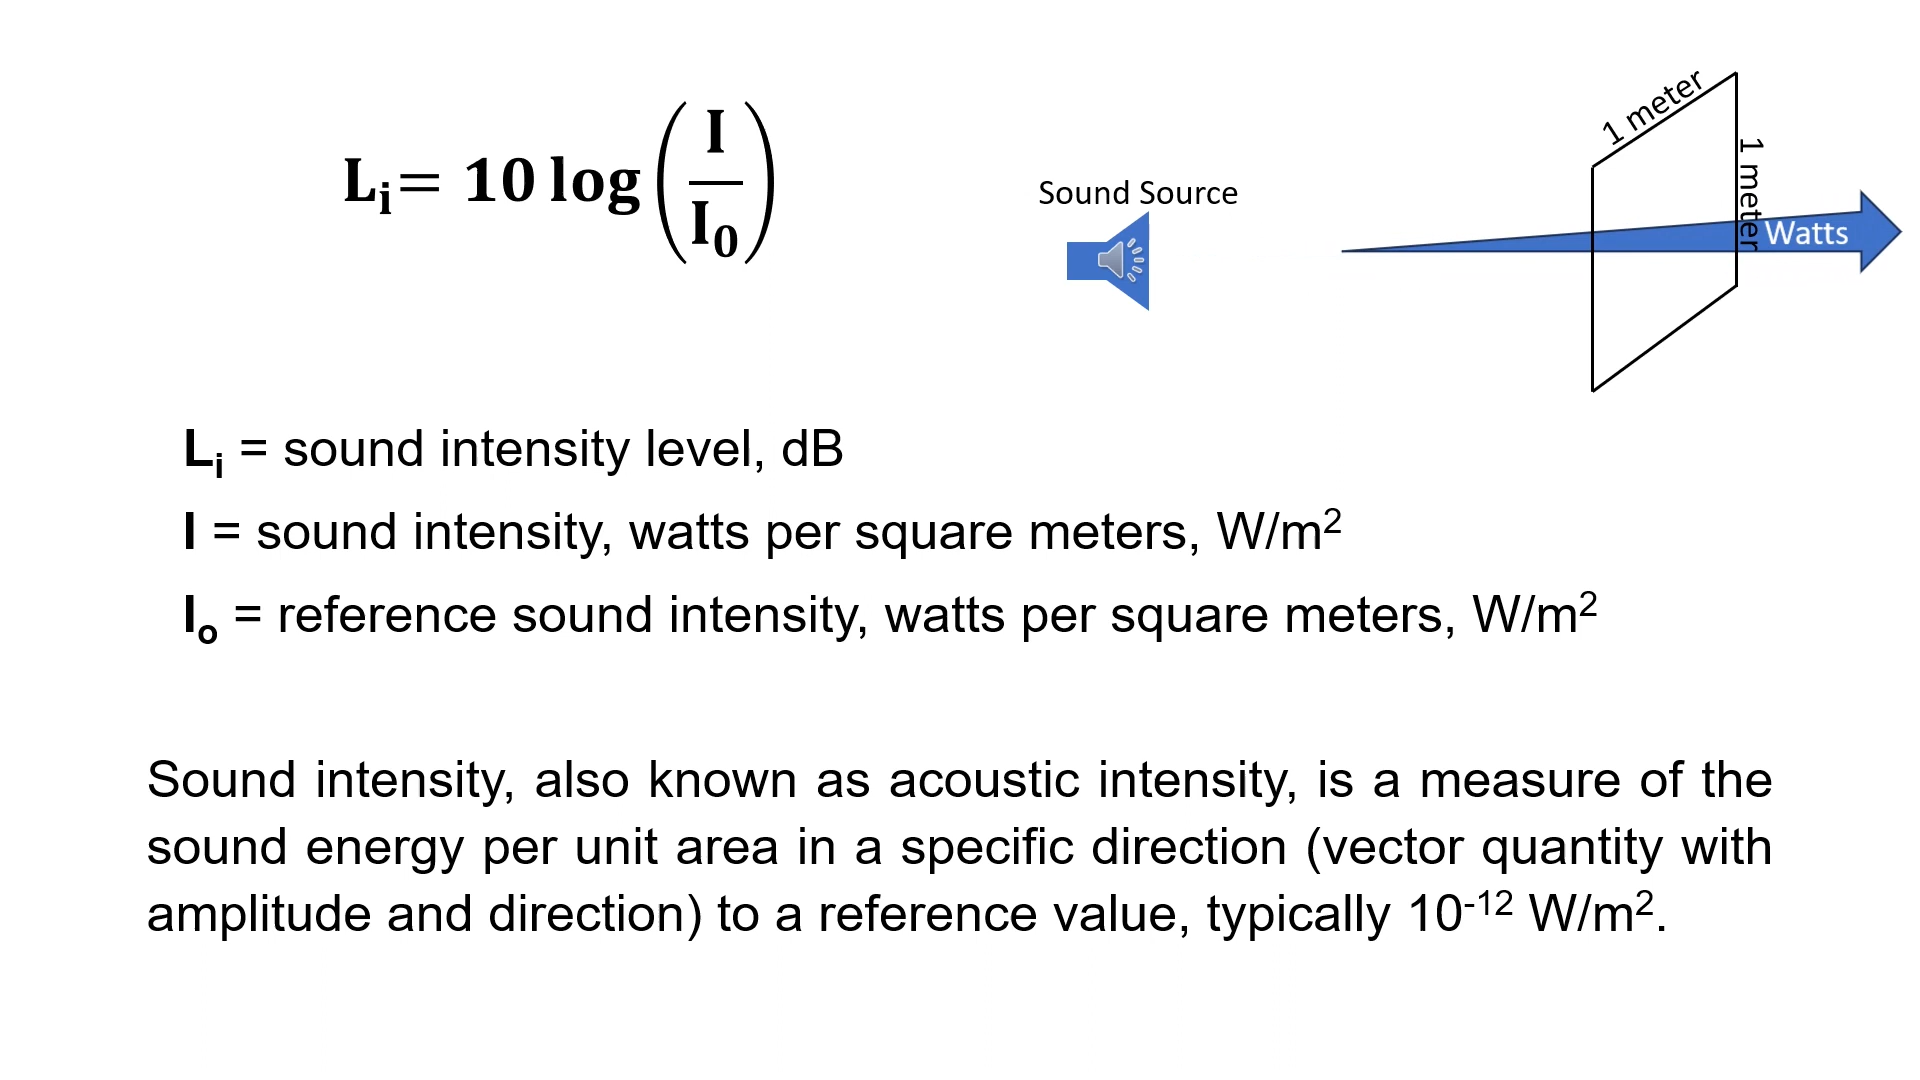 Lᵢ= 10 log(I/I₀)
Sound Source
1 meter
1 meter
Watts
Lᵢ = sound intensity level, dB
I = sound intensity, watts per square meters, W/m²
Iₒ = reference sound intensity, watts per square meters, W/m²
Sound intensity, also known as acoustic intensity, is a measure of the
sound energy per unit area in a specific direction (vector quantity with
amplitude and direction) to a reference value, typically 10⁻¹² W/m².